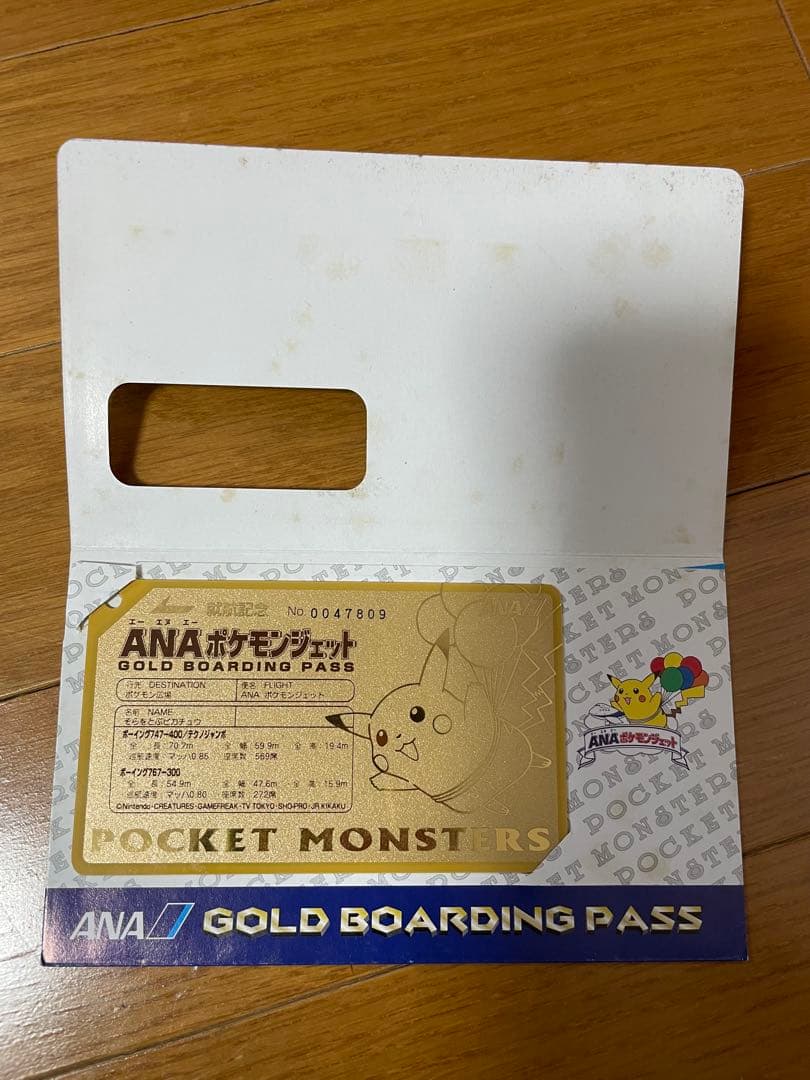 就航記念 No.0047809
エー エヌ エー
ANAポケモンジェット
GOLD BOARDING PASS
行先 DESTINATION 便名 FLIGHT
ポケモン広場 ANA ポケモンジェット
名前 NAME
そらをとぶピカチュウ
ボーイング747-400/テクノジャンボ
全 長:70.7m 全 幅:59.9m 全 高:19.4m
巡航速度:マッハ0.85 座席数:569席
ボーイング767-300
全 長:54.9m 全 幅:47.6m 全 高:15.9m
巡航速度:マッハ0.80 座席数:272席
©Nintendo・CREATURES・GAMEFREAK・TV TOKYO・SHO-PRO・JR.KIKAKU
POCKET MONSTERS
ANA
ANAポケモンジェット
POCKET MONSTERS
POCKET MONSTERS
POCKET MONSTERS
ANA GOLD BOARDING PASS